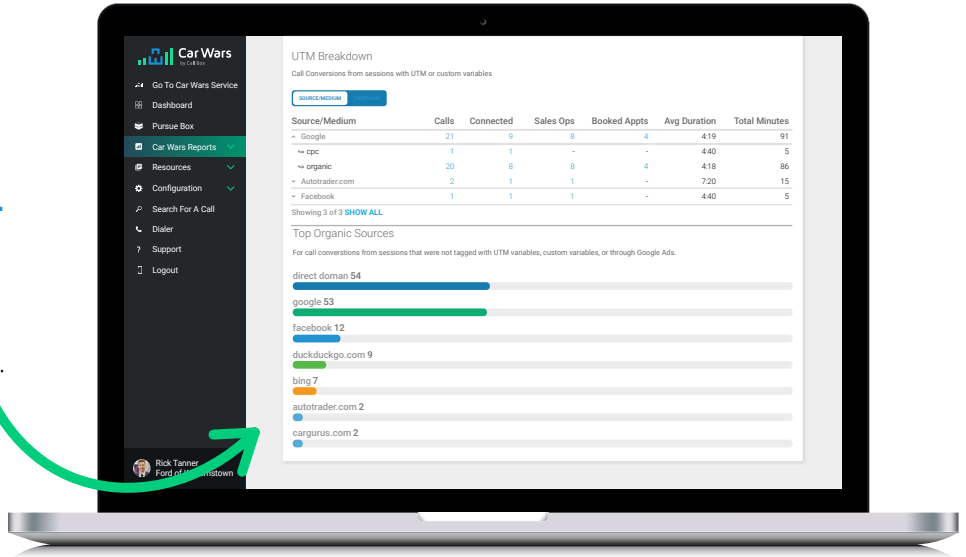 Car Wars
by Call Box
Go To Car Wars Service
Dashboard
Pursue Box
Car Wars Reports
Resources
Configuration
Search For A Call
Dialer
? Support
Logout
Rick Tanner
Ford of
stown
UTM Breakdown
Call Conversions from sessions with UTM or custom variables
SOURCE/MEDIUM
Source/Medium Calls Connected Sales Ops Booked Appts Avg Duration Total Minutes
Google 21 9 8 4 4:19 91
cpc 1 1 - - 4:40 5
organic 20 8 8 4 4:18 86
Autotrader.com 2 1 1 - 7:20 15
Facebook 1 1 1 - 4:40 5
Showing 3 of 3 SHOW ALL
Top Organic Sources
For call converstions from sessions that were not tagged with UTM variables, custom variables, or through Google Ads.
direct doman 54
google 53
facebook 12
duckduckgo.com 9
bing 7
autotrader.com 2
cargurus.com 2
.